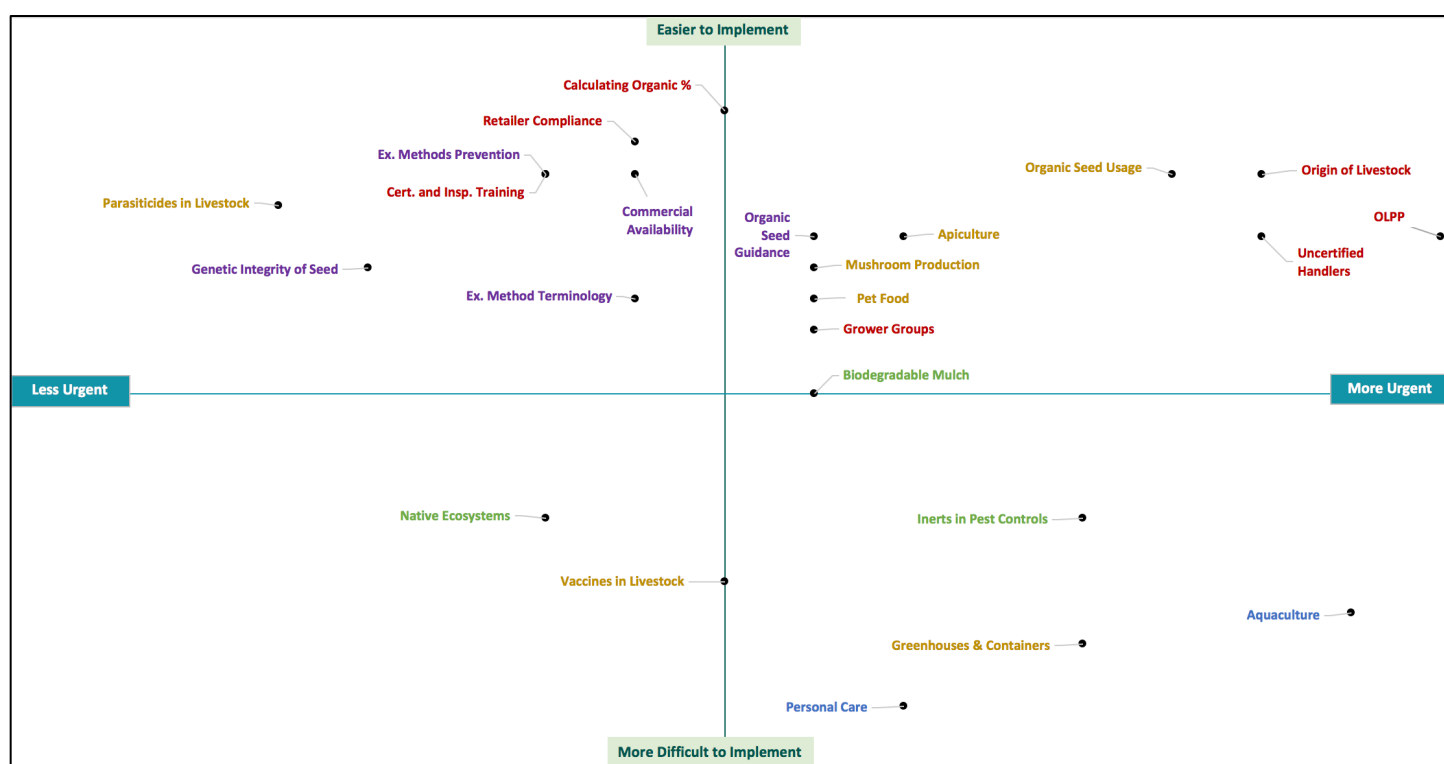 Easier to Implement
Calculating Organic %
Retailer Compliance
Ex. Methods Prevention
Organic Seed Usage
Origin of Livestock
Cert. and Insp. Training
Parasiticides in Livestock
Commercial
Availability
Organic
Seed
Guidance
Apiculture
OLPP
Uncertified
Handlers
Genetic Integrity of Seed
Mushroom Production
Ex. Method Terminology
Pet Food
Grower Groups
Biodegradable Mulch
Less Urgent
More Urgent
Native Ecosystems
Inerts in Pest Controls
Vaccines in Livestock
Aquaculture
Greenhouses & Containers
Personal Care
More Difficult to Implement